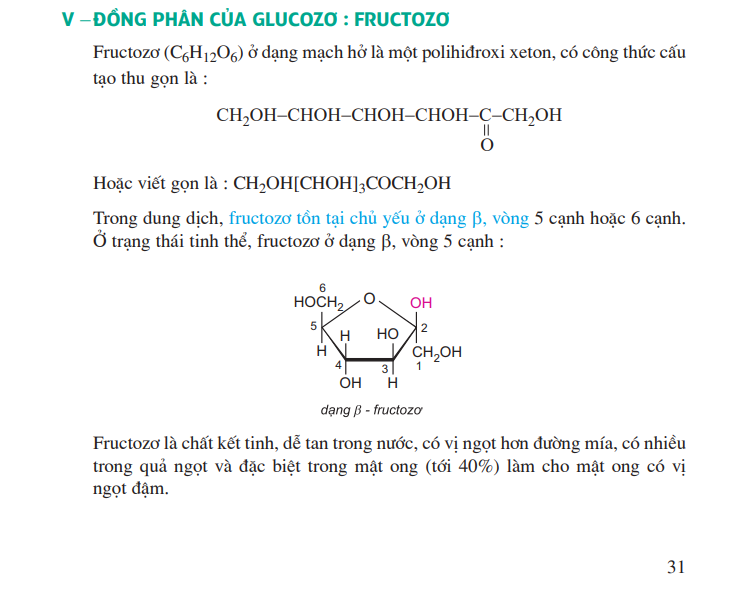 V – ĐỒNG PHÂN CỦA GLUCOZƠ : FRUCTOZƠ
Fructozơ (C₆H₁₂O₆) ở dạng mạch hở là một polihiđroxi xeton, có công thức cấu
tạo thu gọn là :
CH₂OH–CHOH–CHOH–CHOH–C–CH₂OH
||
O
Hoặc viết gọn là : CH₂OH[CHOH]₃COCH₂OH
Trong dung dịch, fructozơ tồn tại chủ yếu ở dạng β, vòng 5 cạnh hoặc 6 cạnh.
Ở trạng thái tinh thể, fructozơ ở dạng β, vòng 5 cạnh :
6
HOCH₂ O OH
5 H HO 2
H CH₂OH
4 3 1
OH H
dạng β - fructozơ
Fructozơ là chất kết tinh, dễ tan trong nước, có vị ngọt hơn đường mía, có nhiều
trong quả ngọt và đặc biệt trong mật ong (tới 40%) làm cho mật ong có vị
ngọt đậm.
31